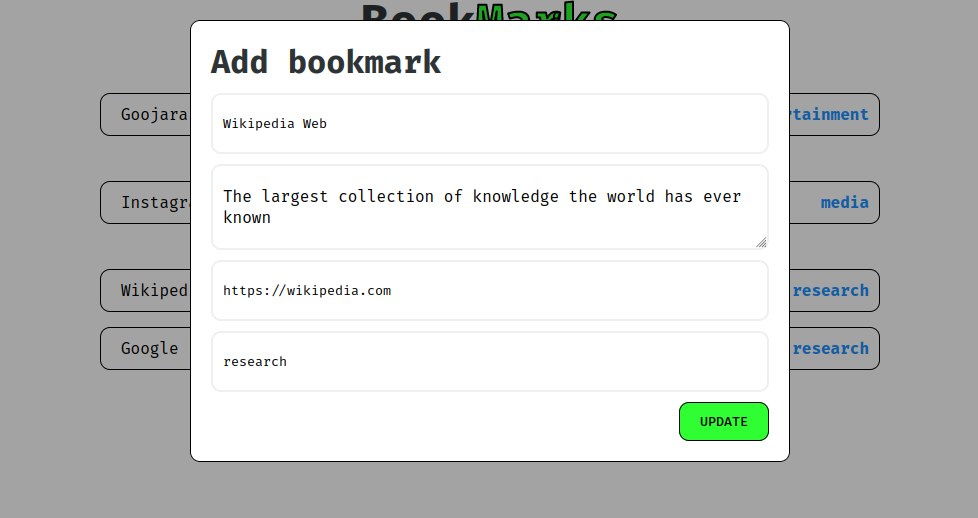 BookMarks
Add bookmark
Goojara
rtainment
Wikipedia Web
The largest collection of knowledge the world has ever
known
Instagra
media
https://wikipedia.com
Wikiped
research
Google
research
research
UPDATE